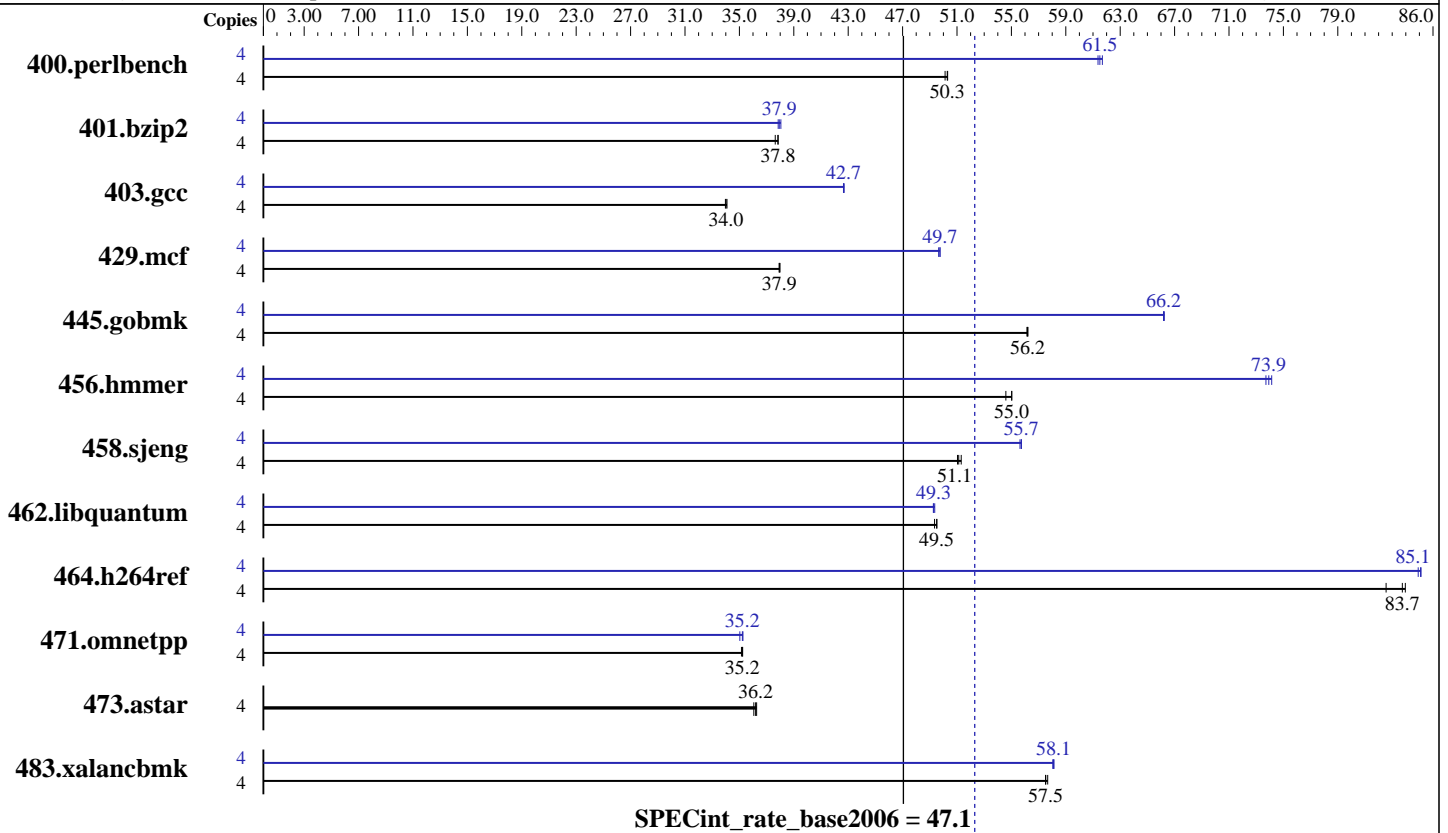 Copies 0 3.00 7.00 11.0 15.0 19.0 23.0 27.0 31.0 35.0 39.0 43.0 47.0 51.0 55.0 59.0 63.0 67.0 71.0 75.0 79.0 86.0
400.perlbench 4 61.5
4 50.3
401.bzip2 4 37.9
4 37.8
403.gcc 4 42.7
4 34.0
429.mcf 4 49.7
4 37.9
445.gobmk 4 66.2
4 56.2
456.hmmer 4 73.9
4 55.0
458.sjeng 4 55.7
4 51.1
462.libquantum 4 49.3
4 49.5
464.h264ref 4 85.1
4 83.7
471.omnetpp 4 35.2
4 35.2
473.astar 4 36.2
483.xalancbmk 4 58.1
4 57.5
SPECint_rate_base2006 = 47.1